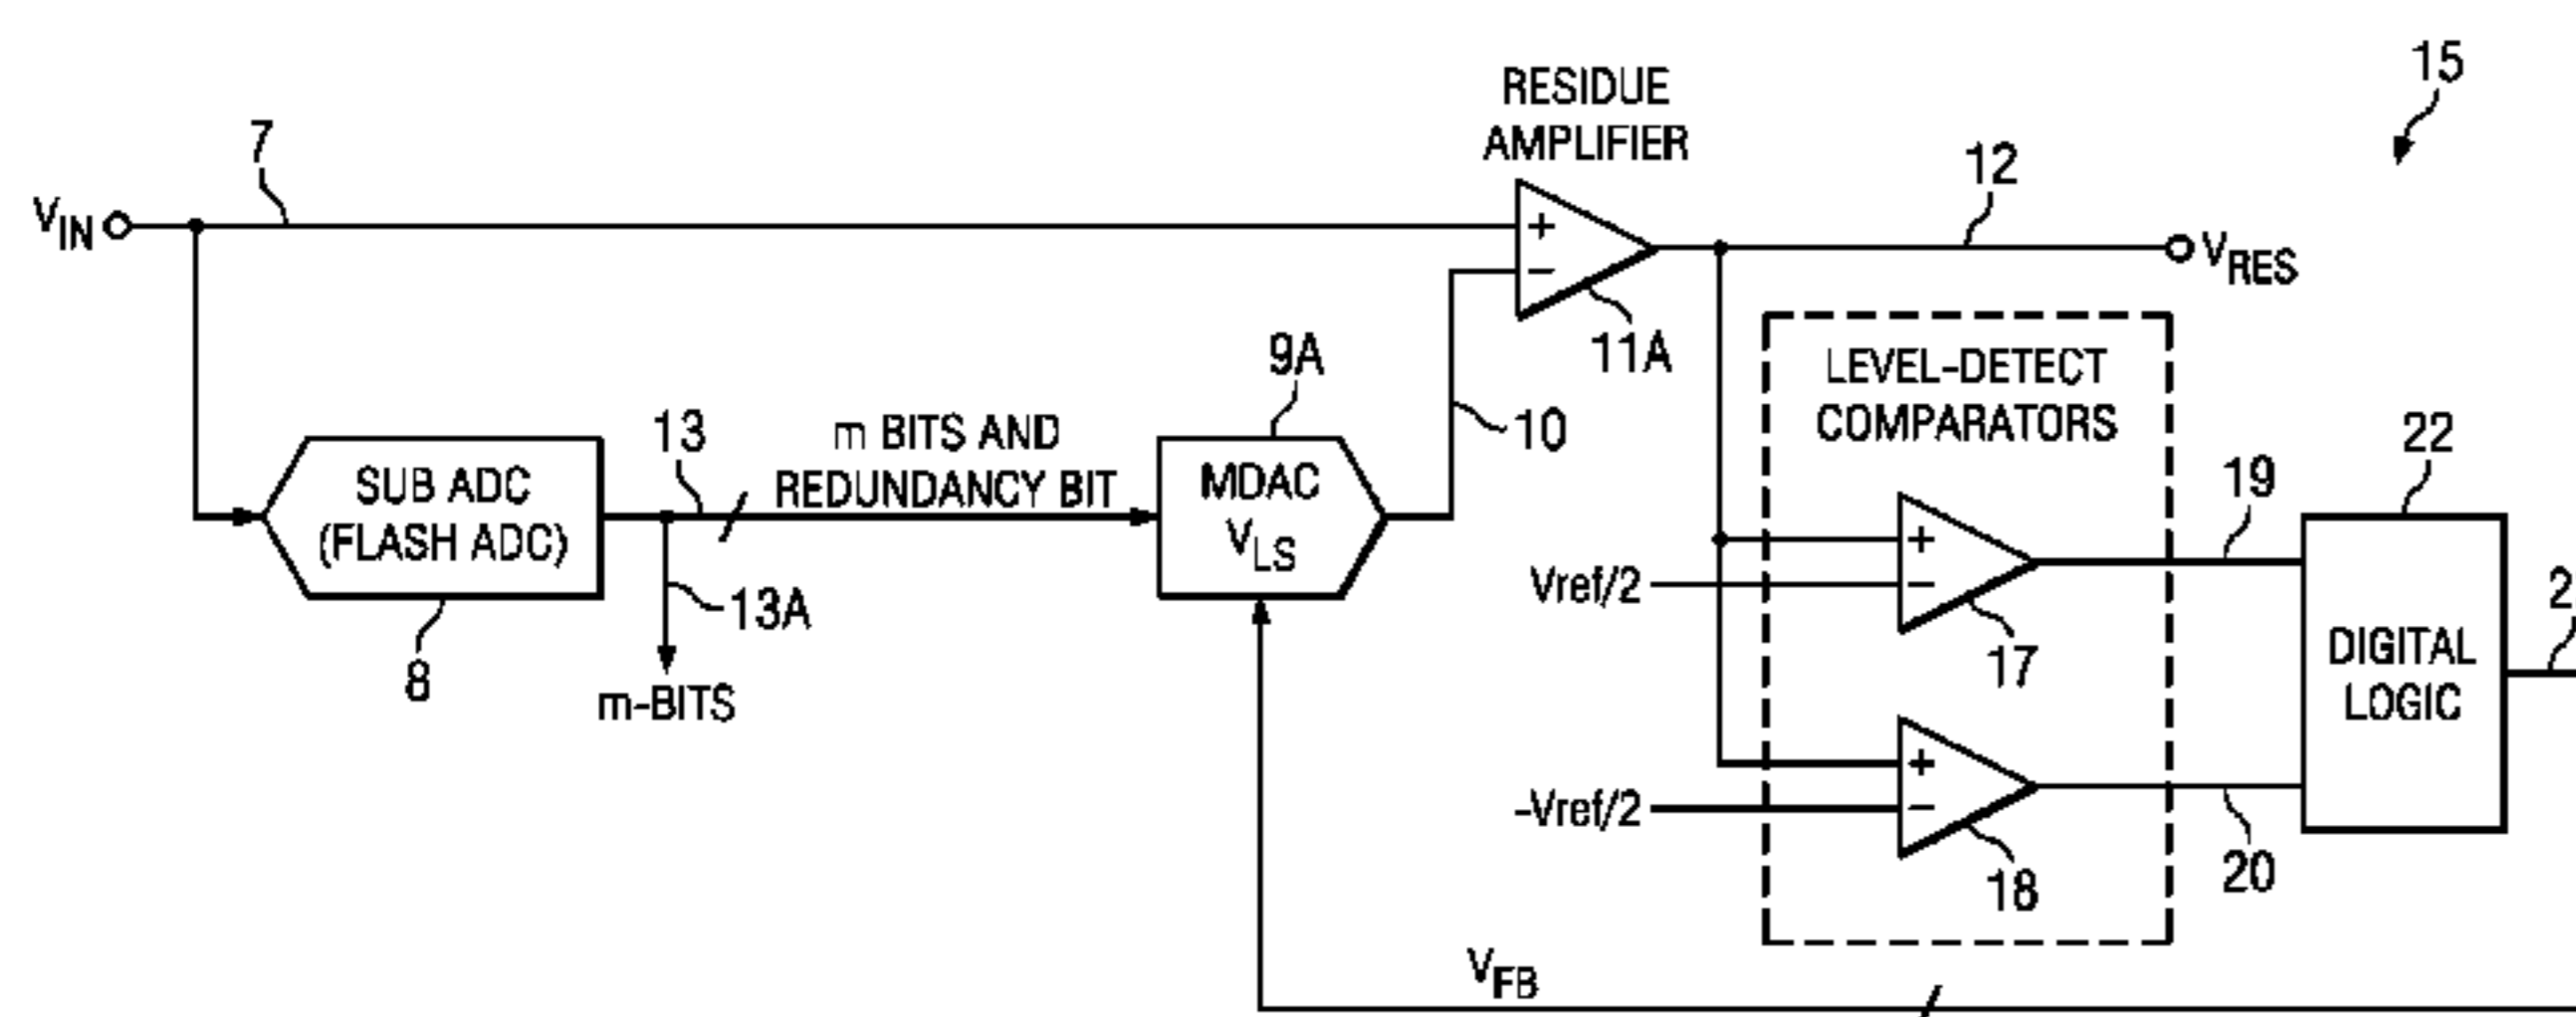 15
RESIDUE
AMPLIFIER
7
12
VIN
+
−
VRES
11A
9A
LEVEL-DETECT
COMPARATORS
10
13
m BITS AND
REDUNDANCY BIT
22
19
SUB ADC
(FLASH ADC)
MDAC
VLS
+
−
Vref/2
13A
17
8
m-BITS
DIGITAL
LOGIC
+
−
-Vref/2
18
20
VFB